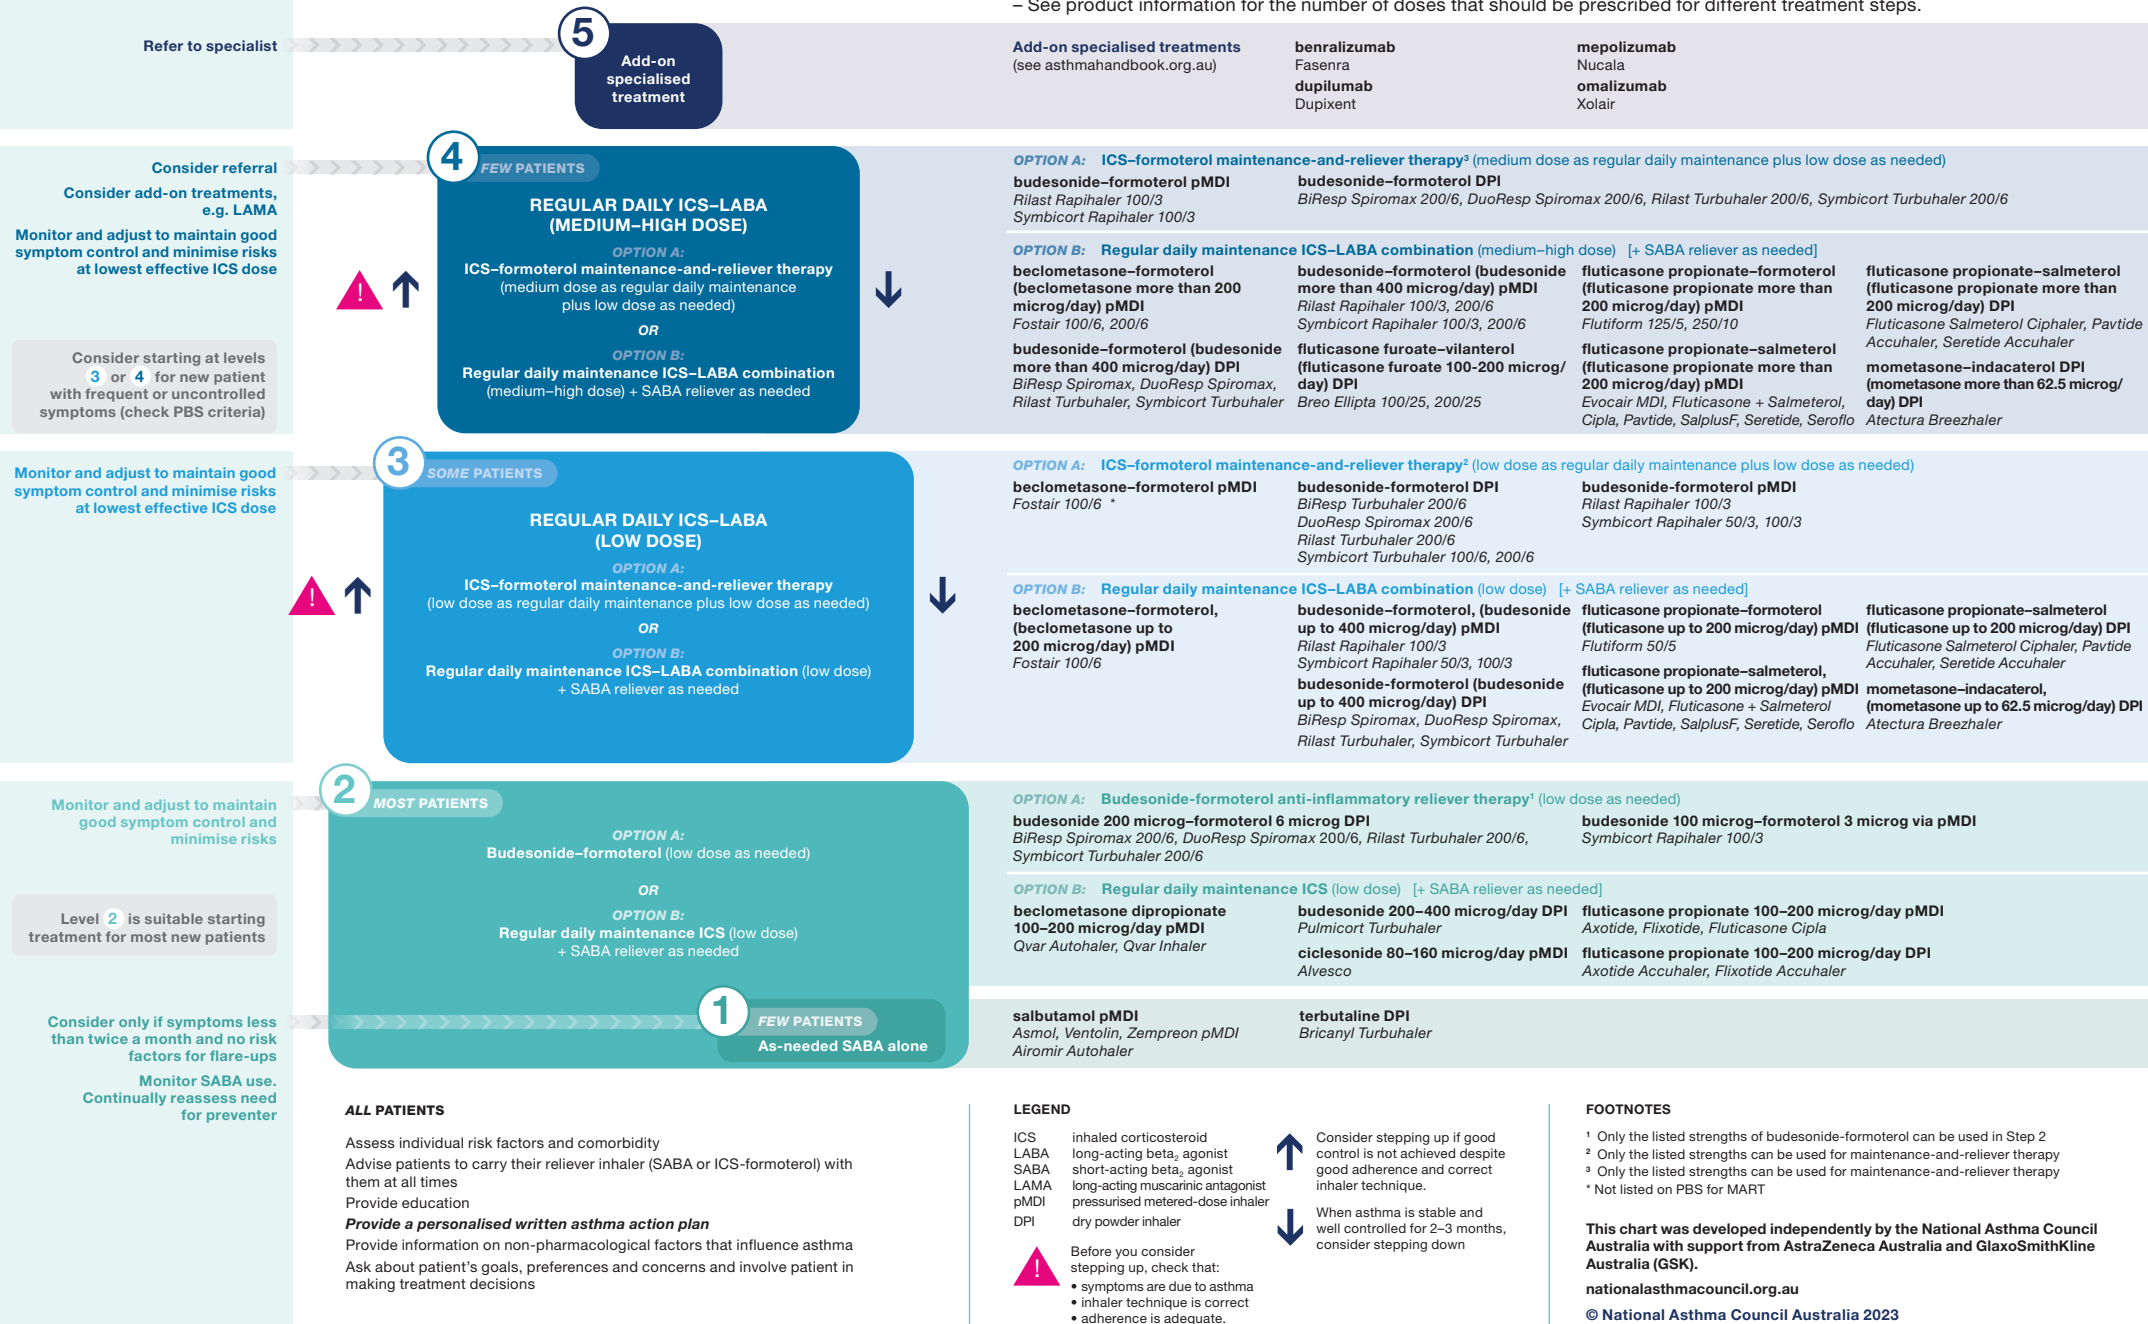 – See product information for the number of doses that should be prescribed for different treatment steps.
Refer to specialist
5
Add-on
specialised
treatment
Add-on specialised treatments
(see asthmahandbook.org.au)
benralizumab
Fasenra
dupilumab
Dupixent
mepolizumab
Nucala
omalizumab
Xolair
Consider referral
Consider add-on treatments,
e.g. LAMA
Monitor and adjust to maintain good
symptom control and minimise risks
at lowest effective ICS dose
Consider starting at levels
3 or 4 for new patient
with frequent or uncontrolled
symptoms (check PBS criteria)
4
FEW PATIENTS
REGULAR DAILY ICS–LABA
(MEDIUM–HIGH DOSE)
OPTION A:
ICS–formoterol maintenance-and-reliever therapy
(medium dose as regular daily maintenance
plus low dose as needed)
OR
OPTION B:
Regular daily maintenance ICS–LABA combination
(medium–high dose) + SABA reliever as needed
!
OPTION A: ICS–formoterol maintenance-and-reliever therapy³ (medium dose as regular daily maintenance plus low dose as needed)
budesonide–formoterol pMDI
Rilast Rapihaler 100/3
Symbicort Rapihaler 100/3
budesonide–formoterol DPI
BiResp Spiromax 200/6, DuoResp Spiromax 200/6, Rilast Turbuhaler 200/6, Symbicort Turbuhaler 200/6
OPTION B: Regular daily maintenance ICS–LABA combination (medium–high dose) [+ SABA reliever as needed]
beclometasone–formoterol
(beclometasone more than 200
microg/day) pMDI
Fostair 100/6, 200/6
budesonide–formoterol (budesonide
more than 400 microg/day) DPI
BiResp Spiromax, DuoResp Spiromax,
Rilast Turbuhaler, Symbicort Turbuhaler
budesonide–formoterol (budesonide
more than 400 microg/day) pMDI
Rilast Rapihaler 100/3, 200/6
Symbicort Rapihaler 100/3, 200/6
fluticasone furoate–vilanterol
(fluticasone furoate 100-200 microg/
day) DPI
Breo Ellipta 100/25, 200/25
fluticasone propionate–formoterol
(fluticasone propionate more than
200 microg/day) pMDI
Flutiform 125/5, 250/10
fluticasone propionate–salmeterol
(fluticasone propionate more than
200 microg/day) pMDI
Evocair MDI, Fluticasone + Salmeterol,
Cipla, Pavtide, SalplusF, Seretide, Seroflo
fluticasone propionate–salmeterol
(fluticasone propionate more than
200 microg/day) DPI
Fluticasone Salmeterol Ciphaler, Pavtide
Accuhaler, Seretide Accuhaler
mometasone–indacaterol DPI
(mometasone more than 62.5 microg/
day) DPI
Atectura Breezhaler
Monitor and adjust to maintain good
symptom control and minimise risks
at lowest effective ICS dose
3
SOME PATIENTS
REGULAR DAILY ICS–LABA
(LOW DOSE)
OPTION A:
ICS–formoterol maintenance-and-reliever therapy
(low dose as regular daily maintenance plus low dose as needed)
OR
OPTION B:
Regular daily maintenance ICS–LABA combination (low dose)
+ SABA reliever as needed
!
OPTION A: ICS–formoterol maintenance-and-reliever therapy² (low dose as regular daily maintenance plus low dose as needed)
beclometasone–formoterol pMDI
Fostair 100/6 *
budesonide-formoterol DPI
BiResp Turbuhaler 200/6
DuoResp Spiromax 200/6
Rilast Turbuhaler 200/6
Symbicort Turbuhaler 100/6, 200/6
budesonide-formoterol pMDI
Rilast Rapihaler 100/3
Symbicort Rapihaler 50/3, 100/3
OPTION B: Regular daily maintenance ICS–LABA combination (low dose) [+ SABA reliever as needed]
beclometasone–formoterol,
(beclometasone up to
200 microg/day) pMDI
Fostair 100/6
budesonide–formoterol, (budesonide
up to 400 microg/day) pMDI
Rilast Rapihaler 100/3
Symbicort Rapihaler 50/3, 100/3
budesonide-formoterol (budesonide
up to 400 microg/day) DPI
BiResp Spiromax, DuoResp Spiromax,
Rilast Turbuhaler, Symbicort Turbuhaler
fluticasone propionate–formoterol
(fluticasone up to 200 microg/day) pMDI
Flutiform 50/5
fluticasone propionate–salmeterol,
(fluticasone up to 200 microg/day) pMDI
Evocair MDI, Fluticasone + Salmeterol
Cipla, Pavtide, SalplusF, Seretide, Seroflo
fluticasone propionate–salmeterol
(fluticasone up to 200 microg/day) DPI
Fluticasone Salmeterol Ciphaler, Pavtide
Accuhaler, Seretide Accuhaler
mometasone–indacaterol,
(mometasone up to 62.5 microg/day) DPI
Atectura Breezhaler
Monitor and adjust to maintain
good symptom control and
minimise risks
Level 2 is suitable starting
treatment for most new patients
2
MOST PATIENTS
OPTION A:
Budesonide–formoterol (low dose as needed)
OR
OPTION B:
Regular daily maintenance ICS (low dose)
+ SABA reliever as needed
OPTION A: Budesonide-formoterol anti-inflammatory reliever therapy¹ (low dose as needed)
budesonide 200 microg–formoterol 6 microg DPI
BiResp Spiromax 200/6, DuoResp Spiromax 200/6, Rilast Turbuhaler 200/6,
Symbicort Turbuhaler 200/6
budesonide 100 microg–formoterol 3 microg via pMDI
Symbicort Rapihaler 100/3
OPTION B: Regular daily maintenance ICS (low dose) [+ SABA reliever as needed]
beclometasone dipropionate
100–200 microg/day pMDI
Qvar Autohaler, Qvar Inhaler
budesonide 200–400 microg/day DPI
Pulmicort Turbuhaler
ciclesonide 80–160 microg/day pMDI
Alvesco
fluticasone propionate 100–200 microg/day pMDI
Axotide, Flixotide, Fluticasone Cipla
fluticasone propionate 100–200 microg/day DPI
Axotide Accuhaler, Flixotide Accuhaler
Consider only if symptoms less
than twice a month and no risk
factors for flare-ups
Monitor SABA use.
Continually reassess need
for preventer
1
FEW PATIENTS
As-needed SABA alone
salbutamol pMDI
Asmol, Ventolin, Zempreon pMDI
Airomir Autohaler
terbutaline DPI
Bricanyl Turbuhaler
ALL PATIENTS
Assess individual risk factors and comorbidity
Advise patients to carry their reliever inhaler (SABA or ICS-formoterol) with
them at all times
Provide education
Provide a personalised written asthma action plan
Provide information on non-pharmacological factors that influence asthma
Ask about patient's goals, preferences and concerns and involve patient in
making treatment decisions
LEGEND
ICS inhaled corticosteroid
LABA long-acting beta₂ agonist
SABA short-acting beta₂ agonist
LAMA long-acting muscarinic antagonist
pMDI pressurised metered-dose inhaler
DPI dry powder inhaler
!
Before you consider
stepping up, check that:
• symptoms are due to asthma
• inhaler technique is correct
• adherence is adequate.
Consider stepping up if good
control is not achieved despite
good adherence and correct
inhaler technique.
When asthma is stable and
well controlled for 2–3 months,
consider stepping down
FOOTNOTES
¹ Only the listed strengths of budesonide-formoterol can be used in Step 2
² Only the listed strengths can be used for maintenance-and-reliever therapy
³ Only the listed strengths can be used for maintenance-and-reliever therapy
* Not listed on PBS for MART
This chart was developed independently by the National Asthma Council
Australia with support from AstraZeneca Australia and GlaxoSmithKline
Australia (GSK).
nationalasthmacouncil.org.au
© National Asthma Council Australia 2023